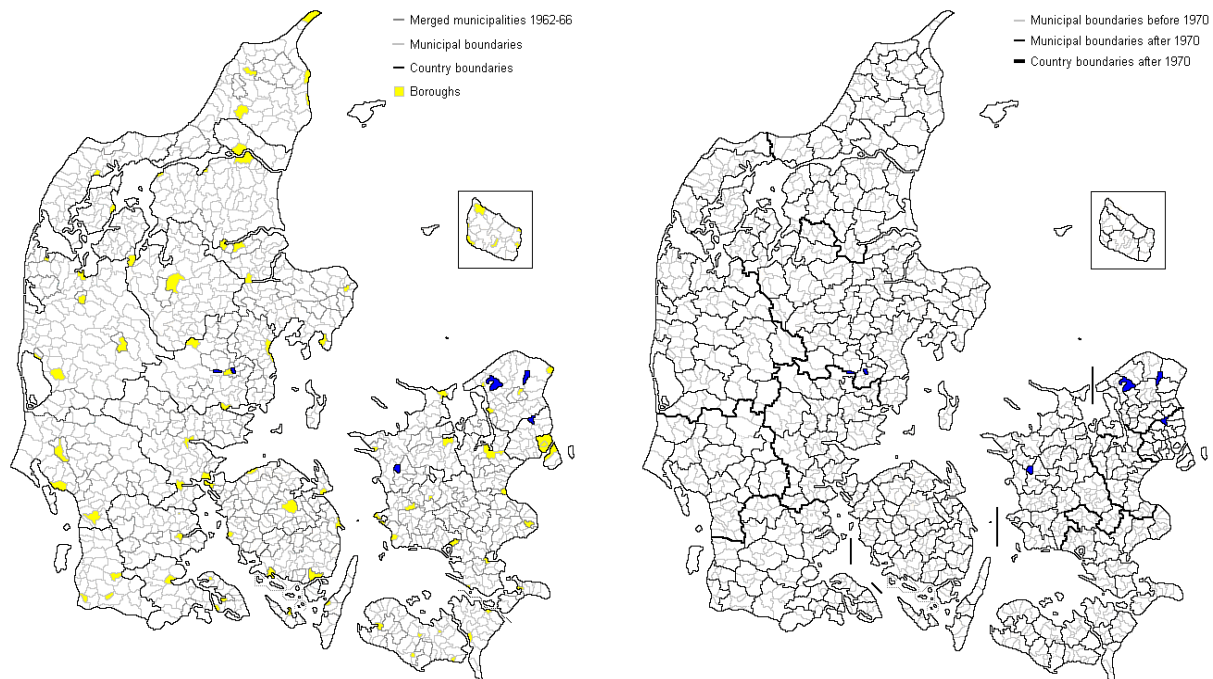 Merged municipalities 1962-66
Municipal boundaries
Country boundaries
Boroughs
Municipal boundaries before 1970
Municipal boundaries after 1970
Country boundaries after 1970